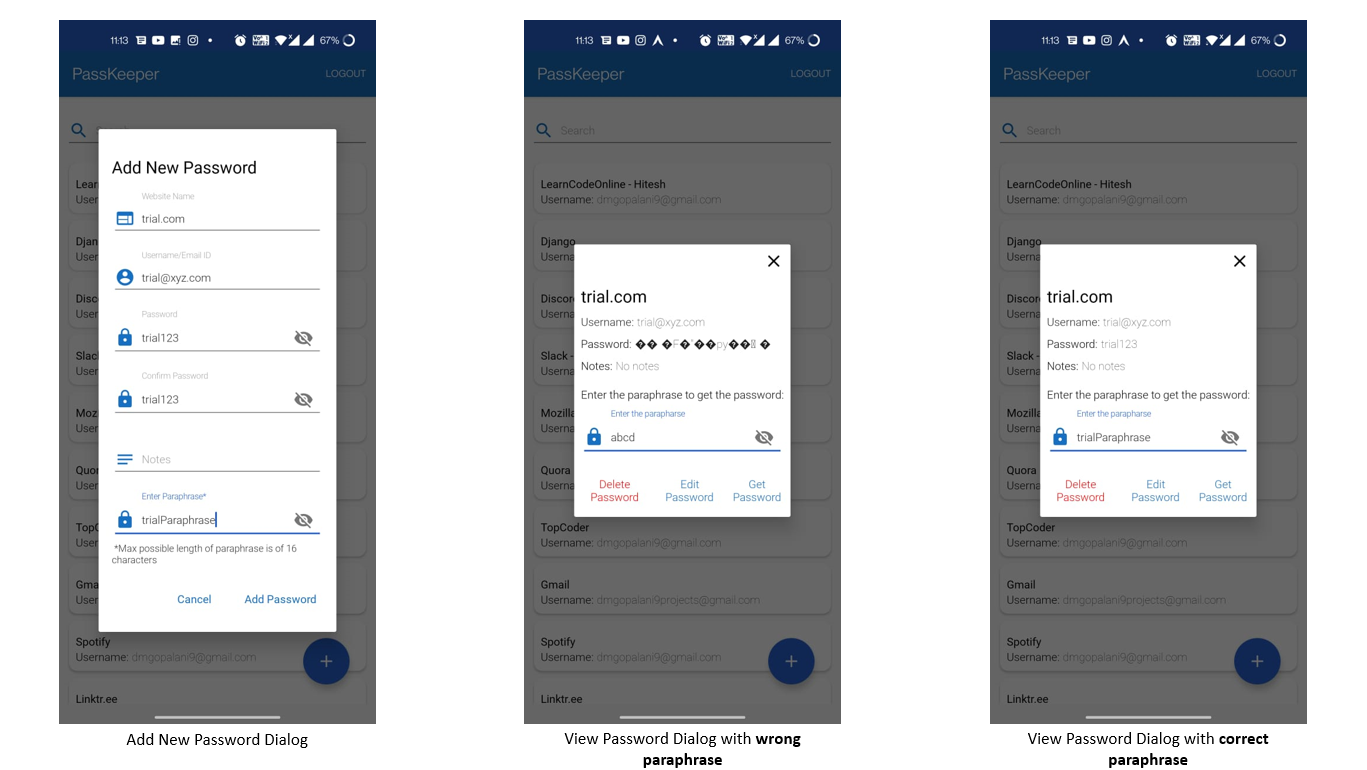 11:13
67%
PassKeeper
LOGOUT
Add New Password
Website Name
trial.com
Username/Email ID
trial@xyz.com
Password
trial123
Confirm Password
trial123
Notes
Enter Paraphrase*
trialParaphrase
*Max possible length of paraphrase is of 16
characters
Cancel
Add Password
Lear
User
Djan
User
Disc
User
Slac
User
Moz
User
Quor
User
TopC
User
Gma
User
Spotify
Username: dmgopalani9@gmail.com
Linktr.ee
+
Add New Password Dialog
11:13
67%
PassKeeper
LOGOUT
Search
LearnCodeOnline - Hitesh
Username: dmgopalani9@gmail.com
Django
Userna
Discor
Userna
Slack -
Userna
Mozilla
Userna
Quora
Userna
trial.com
Username: trial@xyz.com
Password: �� �F�'��py�� �
Notes: No notes
Enter the paraphrase to get the password:
Enter the parapharse
abcd
Delete
Password
Edit
Password
Get
Password
TopCoder
Username: dmgopalani9@gmail.com
Gmail
Username: dmgopalani9projects@gmail.com
Spotify
Username: dmgopalani9@gmail.com
Linktr.ee
+
View Password Dialog with wrong
paraphrase
11:13
67%
PassKeeper
LOGOUT
Search
LearnCodeOnline - Hitesh
Username: dmgopalani9@gmail.com
Django
Userna
Discor
Userna
Slack -
Userna
Mozilla
Userna
Quora
Userna
trial.com
Username: trial@xyz.com
Password: trial123
Notes: No notes
Enter the paraphrase to get the password:
Enter the parapharse
trialParaphrase
Delete
Password
Edit
Password
Get
Password
TopCoder
Username: dmgopalani9@gmail.com
Gmail
Username: dmgopalani9projects@gmail.com
Spotify
Username: dmgopalani9@gmail.com
Linktr.ee
+
View Password Dialog with correct
paraphrase